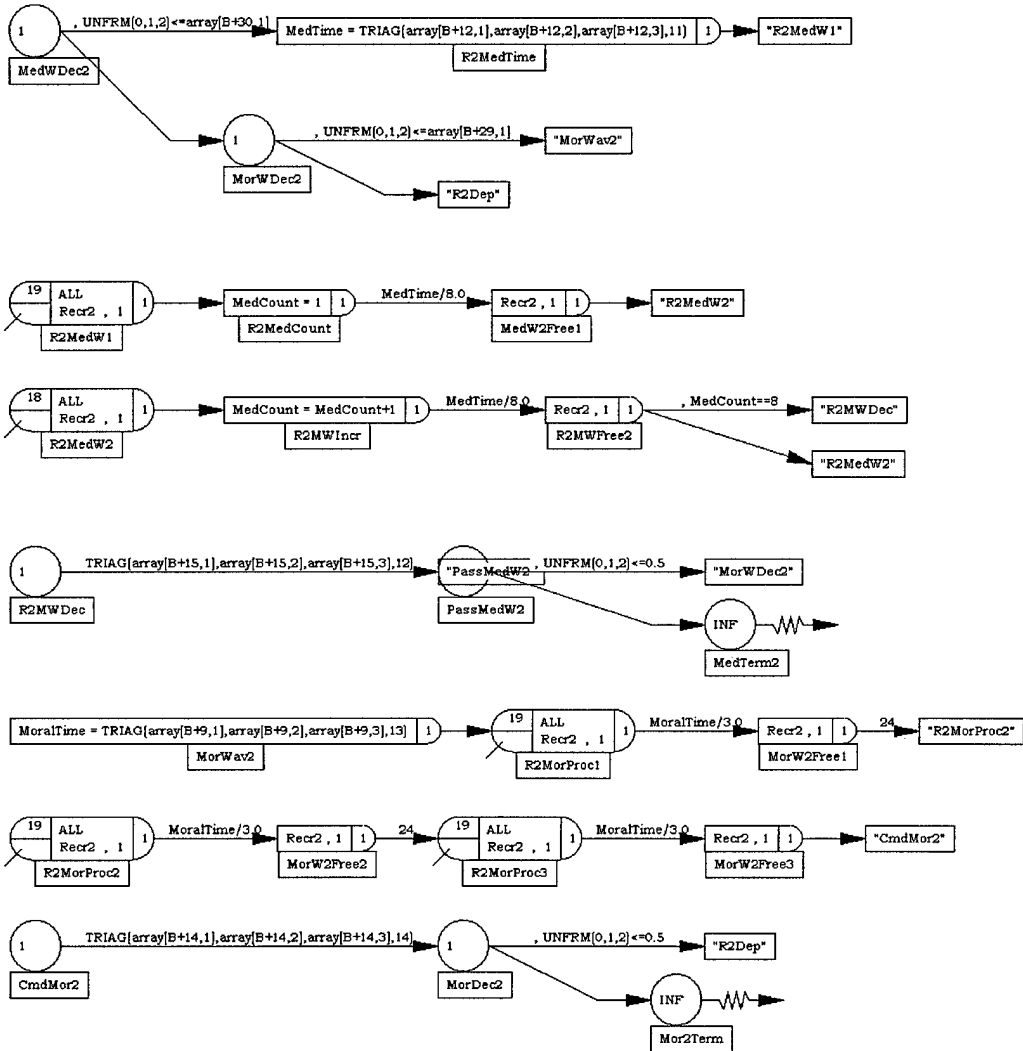 1
MedWDec2
, UNFRM[0,1,2]<=array[B+30,1]
MedTime = TRIAG[array[B+12,1],array[B+12,2],array[B+12,3],11] 1
R2MedTime
"R2MedW1"
1
MorWDec2
, UNFRM[0,1,2]<=array[B+29,1]
"MorWav2"
"R2Dep"
19 ALL 1
Recr2 , 1
R2MedW1
MedCount = 1 1
R2MedCount
MedTime/8.0
Recr2 , 1 1
MedW2Free1
"R2MedW2"
18 ALL 1
Recr2 , 1
R2MedW2
MedCount = MedCount+1 1
R2MWIncr
MedTime/8.0
Recr2 , 1 1
R2MWFree2
, MedCount==8
"R2MWDec"
"R2MedW2"
1
R2MWDec
TRIAG[array[B+15,1],array[B+15,2],array[B+15,3],12]
"PassMedW2
PassMedW2
, UNFRM[0,1,2]<=0.5
"MorWDec2"
INF
MedTerm2
MoralTime = TRIAG[array[B+9,1],array[B+9,2],array[B+9,3],13] 1
MorWav2
19 ALL 1
Recr2 , 1
R2MorProc1
MoralTime/3.0
Recr2 , 1 1
MorW2Free1
24
"R2MorProc2"
19 ALL 1
Recr2 , 1
R2MorProc2
MoralTime/3.0
Recr2 , 1 1
MorW2Free2
24
19 ALL 1
Recr2 , 1
R2MorProc3
MoralTime/3.0
Recr2 , 1 1
MorW2Free3
"CmdMor2"
1
CmdMor2
TRIAG[array[B+14,1],array[B+14,2],array[B+14,3],14]
1
MorDec2
, UNFRM[0,1,2]<=0.5
"R2Dep"
INF
Mor2Term